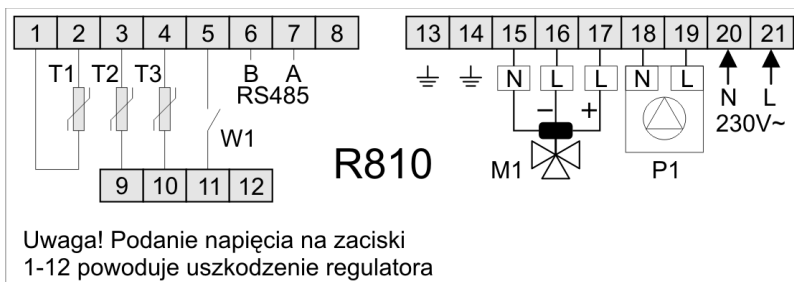 1 2 3 4 5 6 7 8 13 14 15 16 17 18 19 20 21
T1 T2 T3 B A N L L N L
RS485 − + N L
W1 230V~
R810 M1 P1
9 10 11 12
Uwaga! Podanie napięcia na zaciski
1-12 powoduje uszkodzenie regulatora